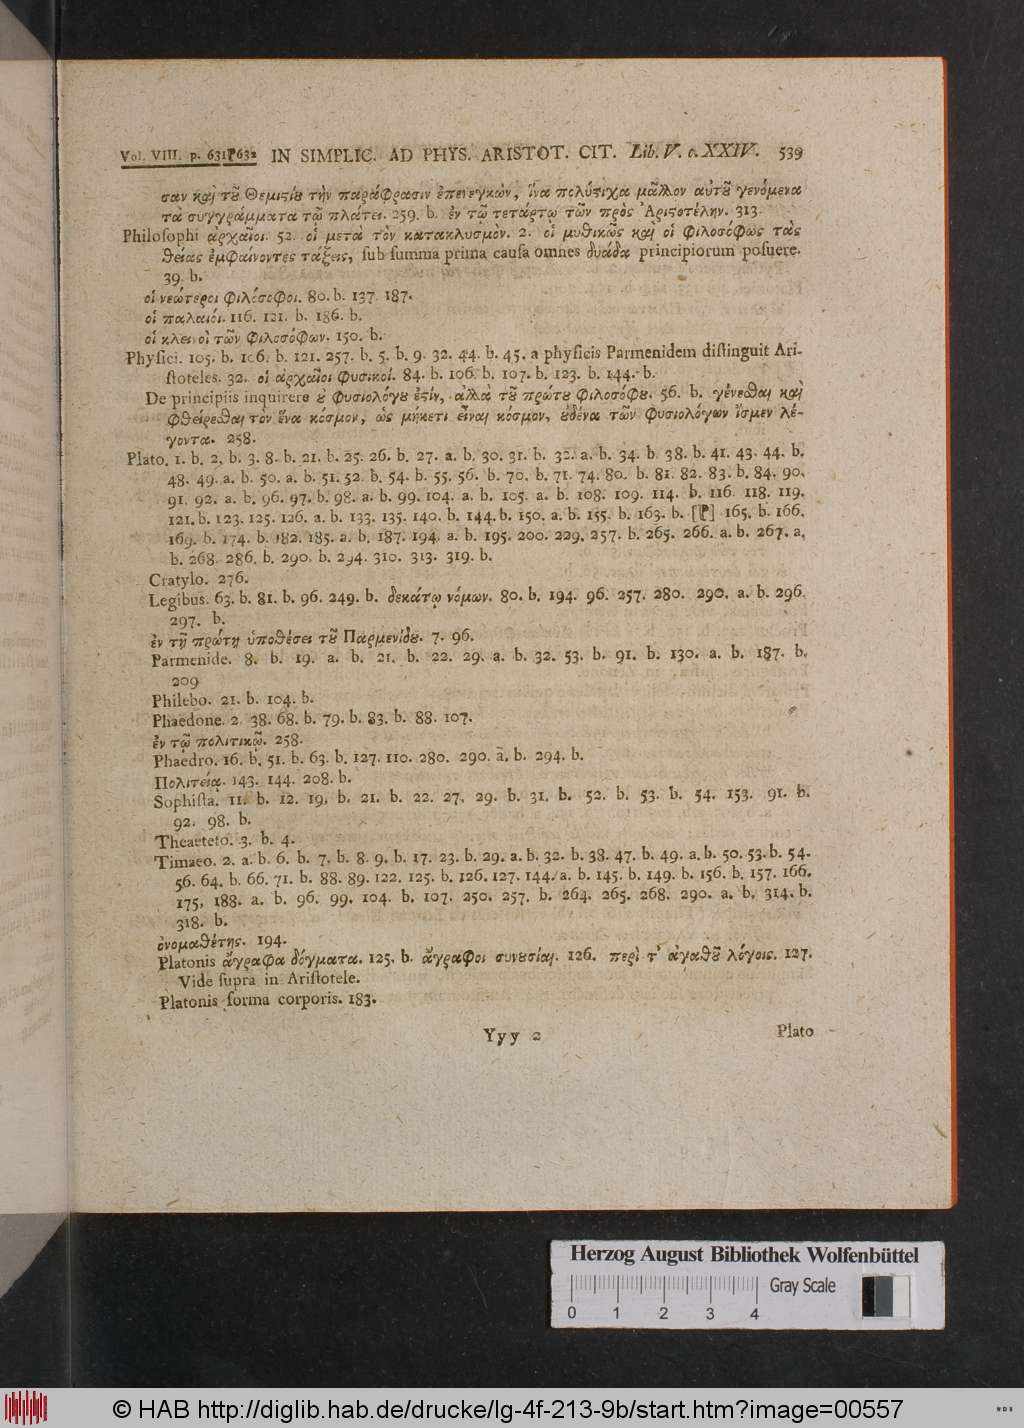 Vol. VIII. p. 631 632 IN SIMPLIC. AD PHYS. ARISTOT. CIT. Lib. V. c. XXIV. 539
σαν καὶ τοῦ Θεμιστίου τὴν παράφρασιν ἐπενεγκὼν, ἵνα πολύστιχα μᾶλλον αὐτοῦ γενόμενα
τὰ συγγράμματα τῷ πλάτει. 259. b. ἐν τῷ τετάρτῳ τῶν πρὸς Ἀριστοτέλην. 313.
Philosophi ἀρχαῖοι. 52. οἱ μετὰ τὸν κατακλυσμόν. 2. οἱ μυθικῶς καὶ οἱ φιλοσόφως τὰς
θείας ἐμφαίνοντες τάξεις, sub summa prima causa omnes δυάδα principiorum posuere.
39. b.
οἱ νεώτεροι φιλόσοφοι. 80. b. 137. 187.
οἱ παλαιοί. 116. 121. b. 186. b.
οἱ κλεινοὶ τῶν φιλοσόφων. 150. b.
Physici. 105. b. 106. b. 121. 257. b. 5. b. 9. 32. 44. b. 45. a physicis Parmenidem distinguit Ari-
stoteles. 32. οἱ ἀρχαῖοι φυσικοί. 84. b. 106. b. 107. b. 123. b. 144. b.
De principiis inquirere οὐ φυσιολόγου ἐστίν, ἀλλὰ τοῦ πρώτου φιλοσόφου. 56. b. γένεσθαι καὶ
φθείρεσθαι τὸν ἕνα κόσμον, ὡς μήκετι εἶναι κόσμον, οὐδένα τῶν φυσιολόγων ἴσμεν λέ-
γοντα. 258.
Plato. 1. b. 2. b. 3. 8. b. 21. b. 25. 26. b. 27. a. b. 30. 31. b. 32. a. b. 34. b. 38. b. 41. 43. 44. b.
48. 49. a. b. 50. a. b. 51. 52. b. 54. b. 55. 56. b. 70. b. 71. 74. 80. b. 81. 82. 83. b. 84. 90.
91. 92. a. b. 96. 97. b. 98. a. b. 99. 104. a. b. 105. a. b. 108. 109. 114. b. 116. 118. 119.
121. b. 123. 125. 126. a. b. 133. 135. 140. b. 144. b. 150. a. b. 155. b. 163. b. [P] 165. b. 166.
169. b. 174. b. 182. 185. a. b. 187. 194. a. b. 195. 200. 229. 257. b. 265. 266. a. b. 267. a.
b. 268. 286. b. 290. b. 294. 310. 313. 319. b.
Cratylo. 276.
Legibus. 63. b. 81. b. 96. 249. b. δεκάτῳ νόμων. 80. b. 194. 96. 257. 280. 290. a. b. 296.
297. b.
ἐν τῇ πρώτῃ ὑποθέσει τοῦ Παρμενίδου. 7. 96.
Parmenide. 8. b. 19. a. b. 21. b. 22. 29. a. b. 32. 53. b. 91. b. 130. a. b. 187. b.
209
Philebo. 21. b. 104. b.
Phaedone. 2. 38. 68. b. 79. b. 83. b. 88. 107.
ἐν τῷ πολιτικῷ. 258.
Phaedro. 16. b. 51. b. 63. b. 127. 110. 280. 290. a. b. 294. b.
Πολιτείᾳ. 143. 144. 208. b.
Sophista. 11. b. 12. 19. b. 21. b. 22. 27. 29. b. 31. b. 52. b. 53. b. 54. 153. 91. b.
92. 98. b.
Theaeteto. 3. b. 4.
Timaeo. 2. a. b. 6. b. 7. b. 8. 9. b. 17. 23. b. 29. a. b. 32. b. 38. 47. b. 49. a. b. 50. 53. b. 54.
56. 64. b. 66. 71. b. 88. 89. 122. 125. b. 126. 127. 144. a. b. 145. b. 149. b. 156. b. 157. 166.
175. 188. a. b. 96. 99. 104. b. 107. 250. 257. b. 264. 265. 268. 290. a. b. 314. b.
318. b.
ὀνομαθέτης. 194.
Platonis ἄγραφα δόγματα. 125. b. ἄγραφοι συνουσίαι. 126. περὶ τ' ἀγαθοῦ λόγοις. 127.
Vide supra in Aristotele.
Platonis forma corporis. 183.
Yyy 2 Plato
Herzog August Bibliothek Wolfenbüttel
Gray Scale
0 1 2 3 4
© HAB http://diglib.hab.de/drucke/lg-4f-213-9b/start.htm?image=00557